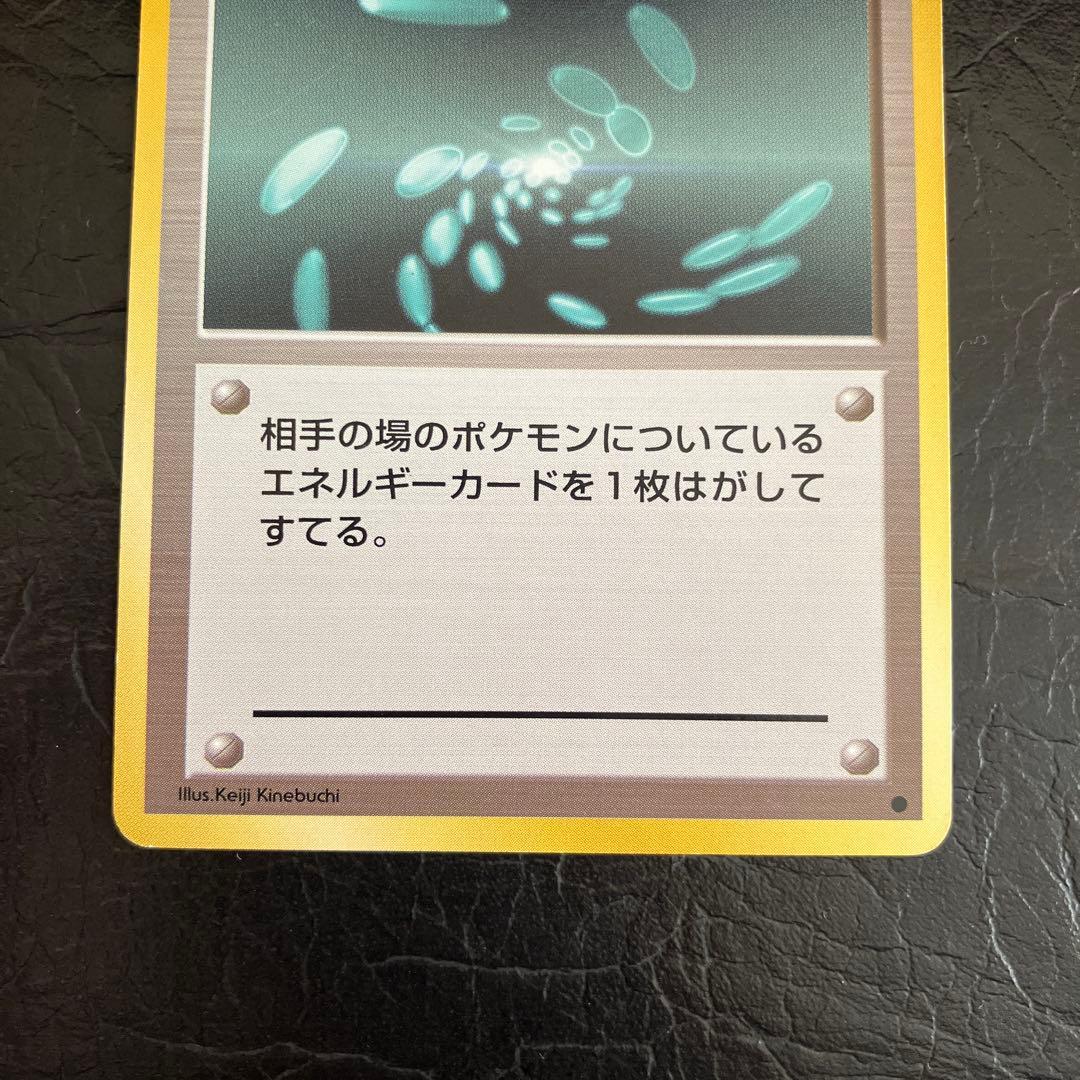 相手の場のポケモンについている
エネルギーカードを1枚はがして
すてる。
Illus.Keiji Kinebuchi